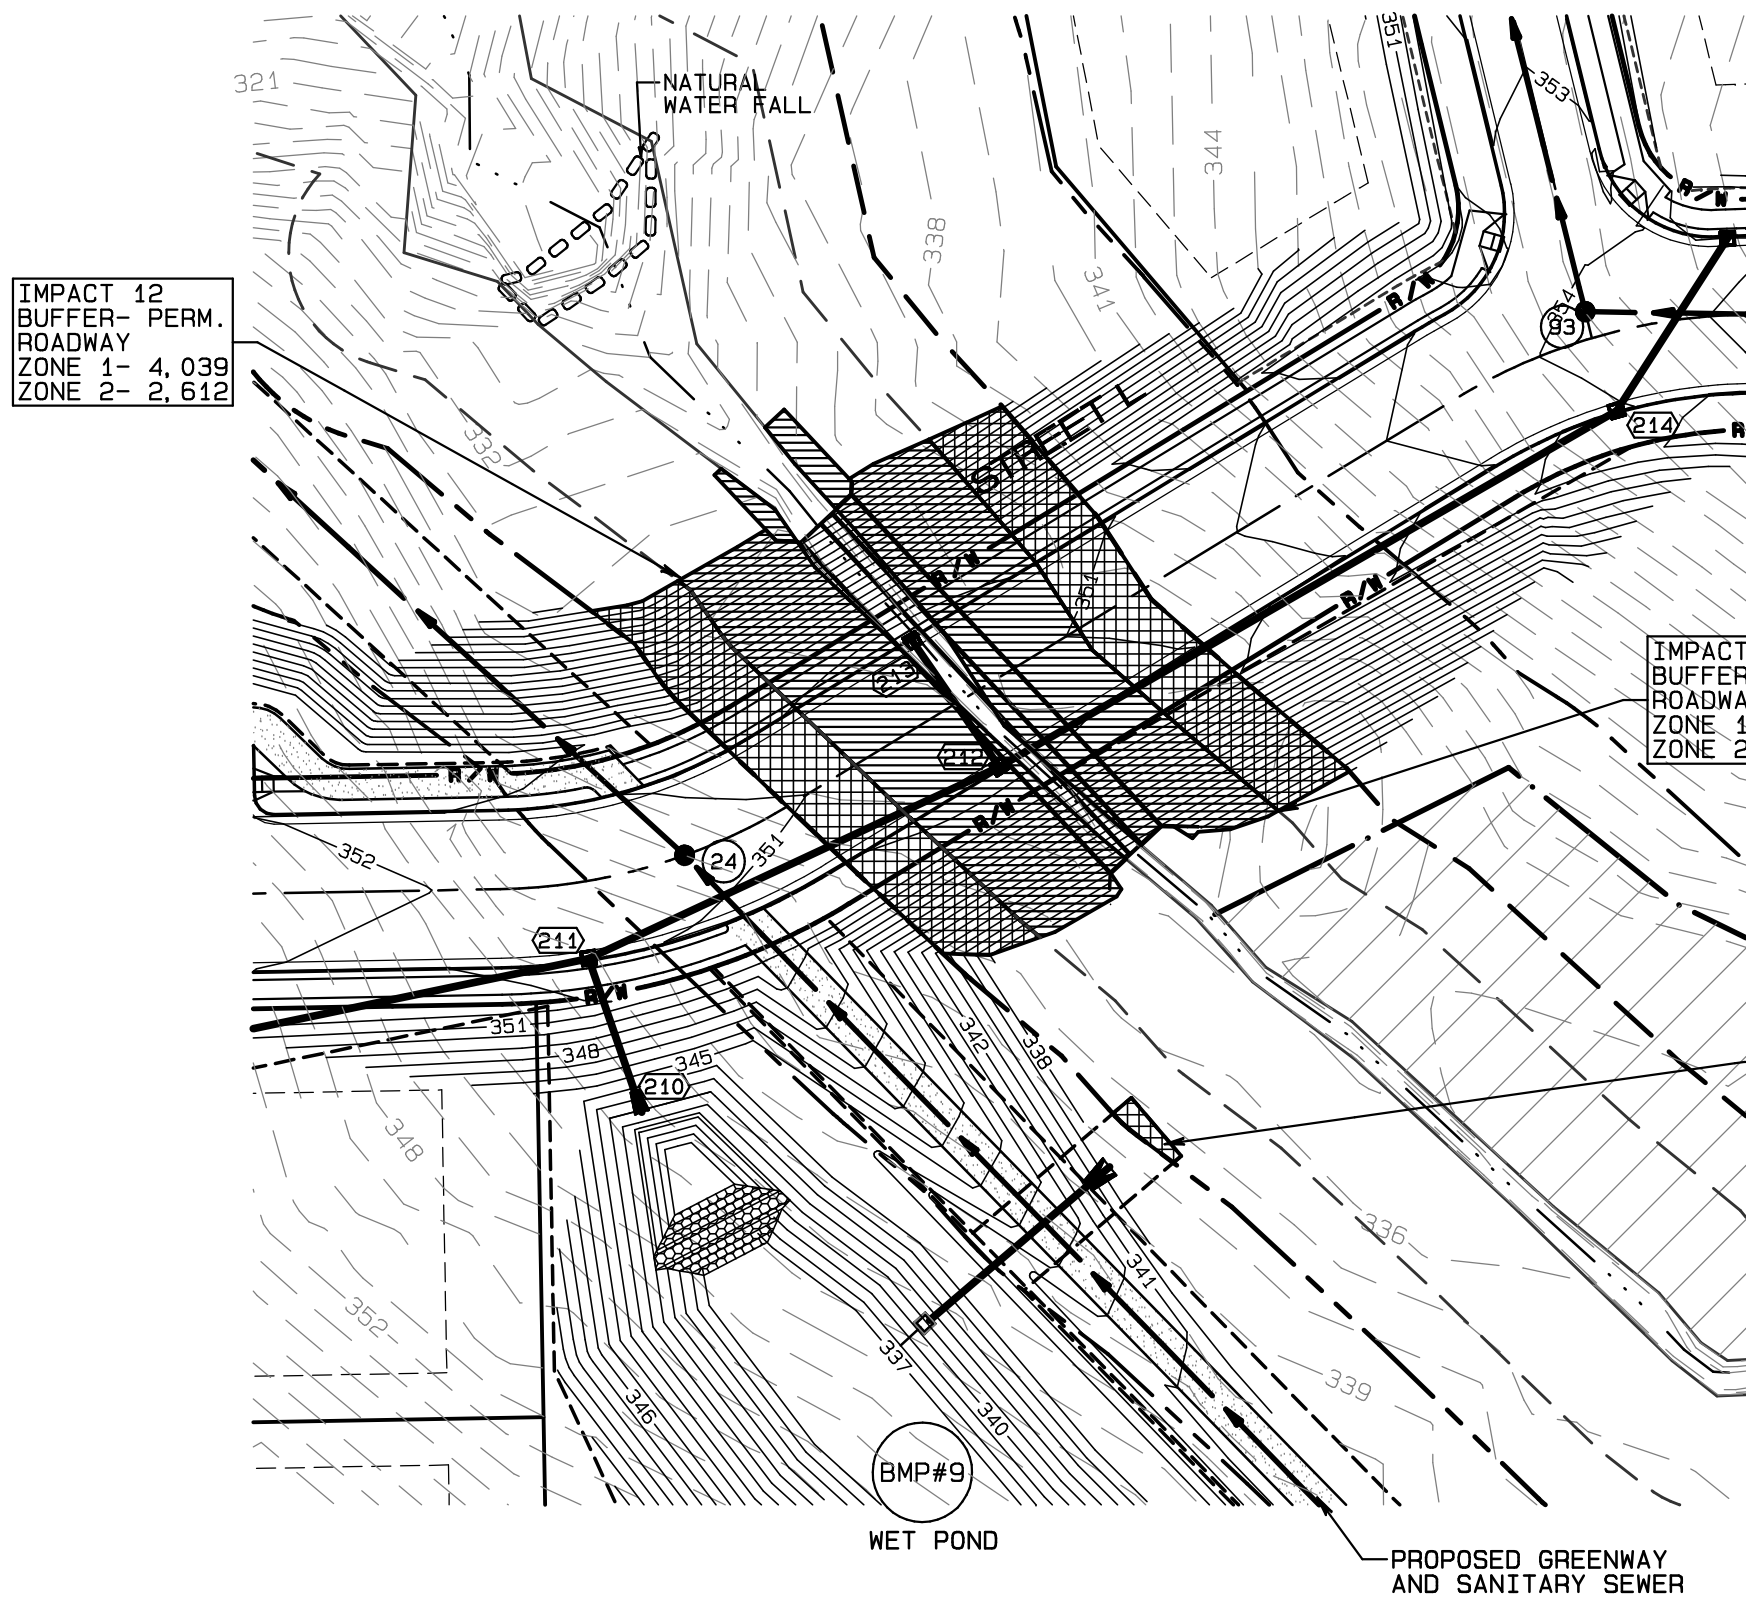 321
NATURAL
WATER FALL
351
353
344
338
341
R/W
IMPACT 12
BUFFER- PERM.
ROADWAY
ZONE 1- 4,039
ZONE 2- 2,612
R/W
354
93
332
STREET L
214
R/W
351
R/W
213
IMPACT
BUFFER
ROADWA
ZONE 1
ZONE 2
212
R/W
R/W
352
24
351
211
R/W
351
348
345
342
338
210
348
336
341
352
337
339
346
340
BMP#9
WET POND
PROPOSED GREENWAY
AND SANITARY SEWER